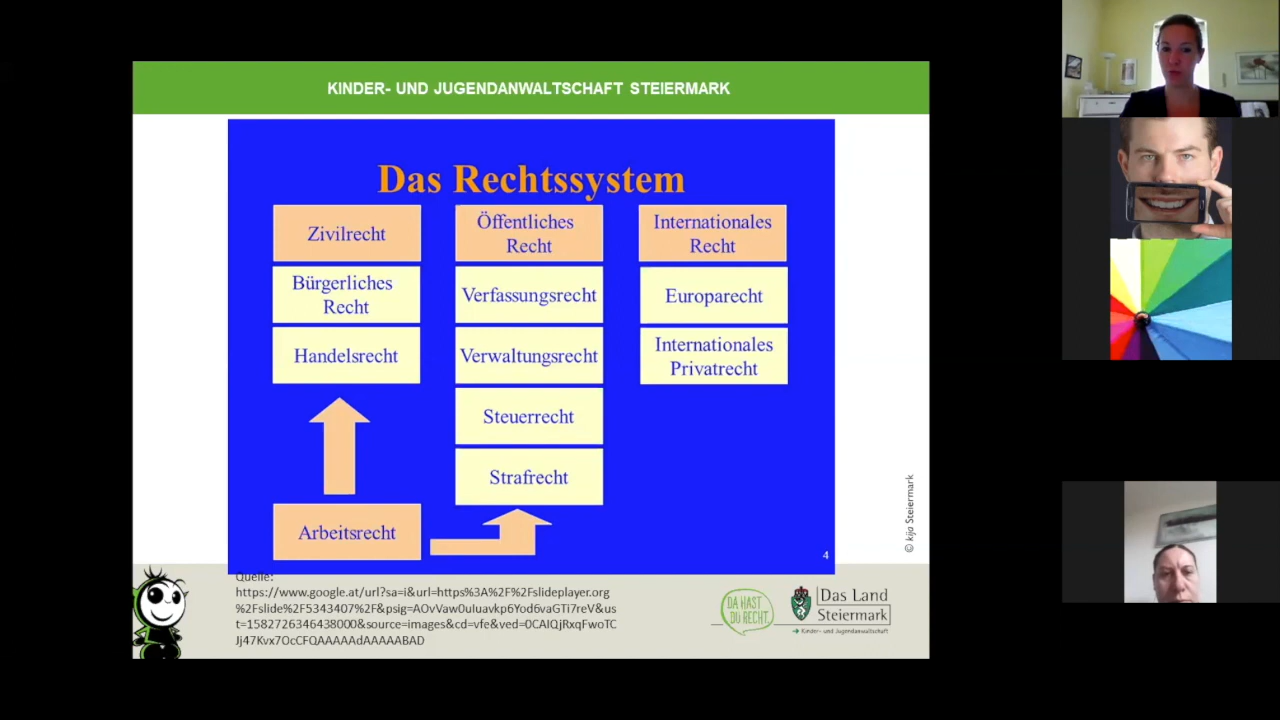 KINDER- UND JUGENDANWALTSCHAFT STEIERMARK
Das Rechtssystem
Zivilrecht
Bürgerliches
Recht
Handelsrecht
Arbeitsrecht
Öffentliches
Recht
Verfassungsrecht
Verwaltungsrecht
Steuerrecht
Strafrecht
Internationales
Recht
Europarecht
Internationales
Privatrecht
4
© kija Steiermark
Quelle:
https://www.google.at/url?sa=i&url=https%3A%2F%2Fslideplayer.org
%2Fslide%2F5343407%2F&psig=AOvVaw0uIuavkp6Yod6vaGTi7reV&us
t=1582726346438000&source=images&cd=vfe&ved=0CAIQjRxqFwoTC
Jj47Kvx7OcCFQAAAAAdAAAAABAD
DA HAST
DU RECHT
Das Land
Steiermark
→ Kinder- und Jugendanwaltschaft